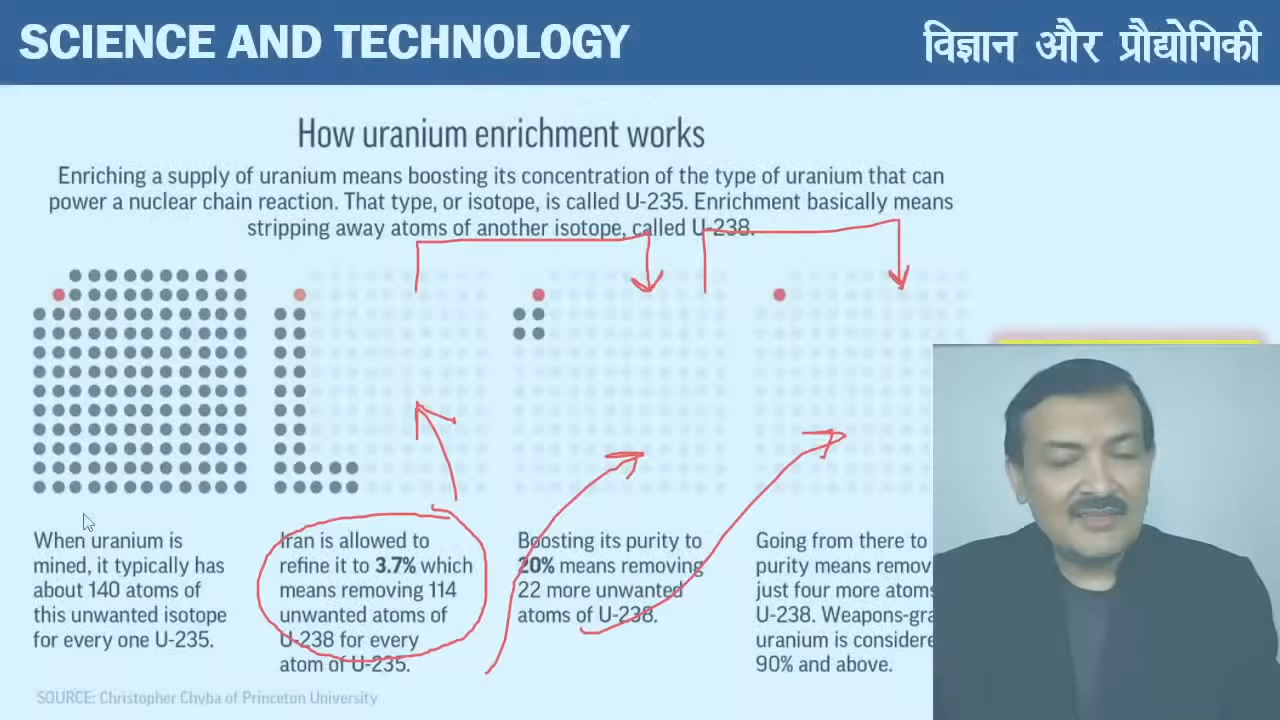 SCIENCE AND TECHNOLOGY
विज्ञान और प्रौद्योगिकी
How uranium enrichment works
Enriching a supply of uranium means boosting its concentration of the type of uranium that can
power a nuclear chain reaction. That type, or isotope, is called U-235. Enrichment basically means
stripping away atoms of another isotope, called U-238.
When uranium is
mined, it typically has
about 140 atoms of
this unwanted isotope
for every one U-235.
Iran is allowed to
refine it to 3.7% which
means removing 114
unwanted atoms of
U-238 for every
atom of U-235.
Boosting its purity to
20% means removing
22 more unwanted
atoms of U-238.
Going from there to
purity means
just four more
U-238.
uranium is
90% and above.
SOURCE: Christopher Chyba of Princeton University